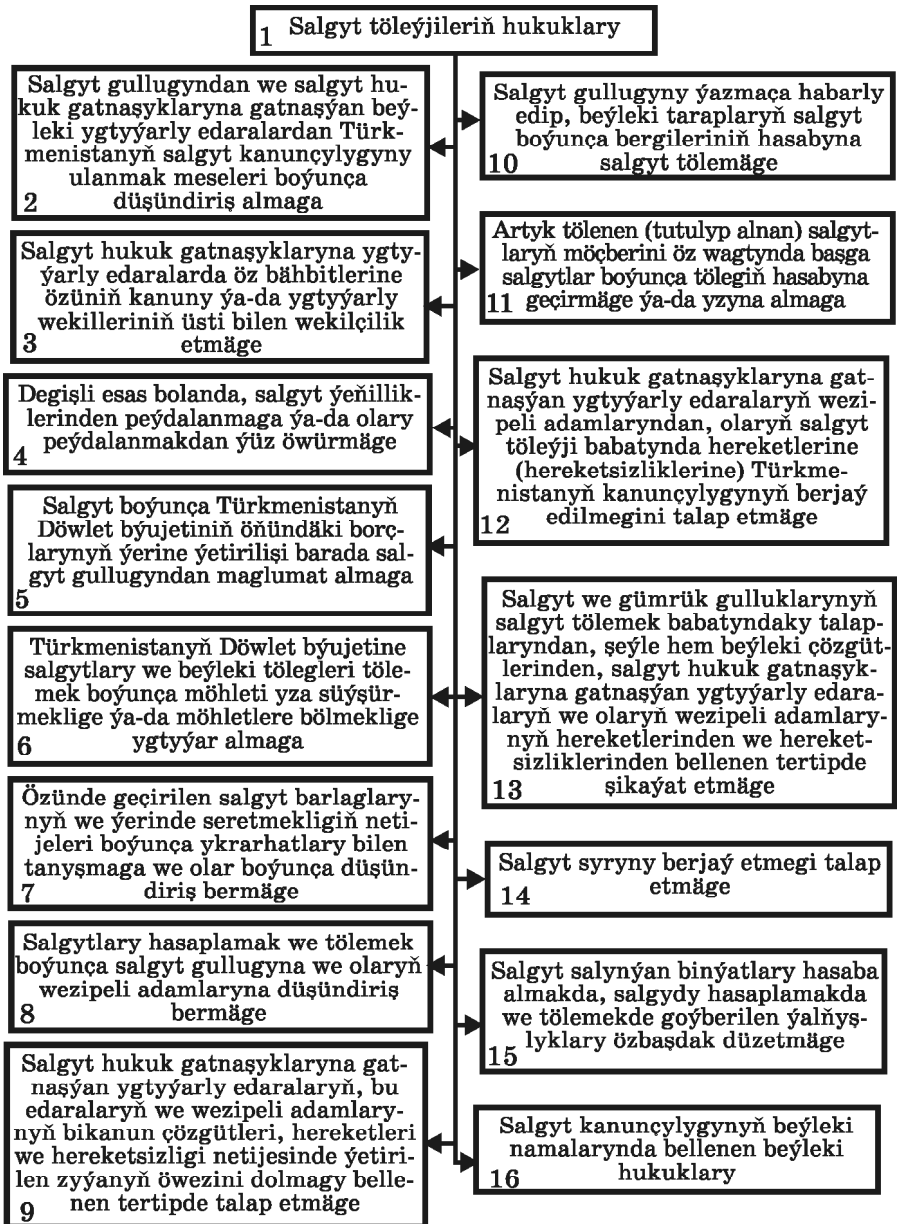 1 Salgyt töleýjileriň hukuklary
Salgyt gullugyndan we salgyt hu-
kuk gatnaşyklaryna gatnaşýan beý-
leki ygtyýarly edaralardan Türk-
menistanyň salgyt kanunçylygyny
ulanmak meseleri boýunça
2 düşündiriş almaga
Salgyt hukuk gatnaşyklaryna ygty-
ýarly edaralarda öz bähbitlerine
özüniň kanuny ýa-da ygtyýarly
wekilleriniň üsti bilen wekilçilik
3 etmäge
Degişli esas bolanda, salgyt ýeňillik-
lerinden peýdalanmaga ýa-da olary
peýdalanmakdan ýüz öwürmäge
4
Salgyt boýunça Türkmenistanyň
Döwlet býujetiniň öňündäki borç-
larynyň ýerine ýetirilişi barada sal-
gyt gullugyndan maglumat almaga
5
Türkmenistanyň Döwlet býujetine
salgytlary we beýleki tölegleri töle-
mek boýunça möhleti yza süýşür-
meklige ýa-da möhletlere bölmeklige
6 ygtyýar almaga
Özünde geçirilen salgyt barlaglary-
nyň we ýerinde seretmekligiň neti-
jeleri boýunça ykrarhatlary bilen
tanyşmaga we olar boýunça düşün-
7 diriş bermäge
Salgytlary hasaplamak we tölemek
boýunça salgyt gullugyna we olaryň
wezipeli adamlaryna düşündiriş
8 bermäge
Salgyt hukuk gatnaşyklaryna gat-
naşýan ygtyýarly edaralaryň, bu
edaralaryň we wezipeli adamlary-
nyň bikanun çözgütleri, hereketleri
we hereketsizligi netijesinde ýetiri-
len zyýanyň öwezini dolmagy belle-
9 nen tertipde talap etmäge
Salgyt gullugyny ýazmaça habarly
edip, beýleki taraplaryň salgyt
boýunça bergileriniň hasabyna
10 salgyt tölemäge
Artyk tölenen (tutulyp alnan) salgyt-
laryň möçberini öz wagtynda başga
salgytlar boýunça tölegiň hasabyna
11 geçirmäge ýa-da yzyna almaga
Salgyt hukuk gatnaşyklaryna gat-
naşýan ygtyýarly edaralaryň wezi-
peli adamlaryndan, olaryň salgyt
töleýji babatynda hereketlerine
(hereketsizliklerine) Türkme-
nistanyň kanunçylygynyň berjaý
12 edilmegini talap etmäge
Salgyt we gümrük gulluklarynyň
salgyt tölemek babatyndaky talap-
laryndan, şeýle hem beýleki çözgüt-
lerinden, salgyt hukuk gatnaşyk-
laryna gatnaşýan ygtyýarly edara-
laryň we olaryň wezipeli adamlary-
nyň hereketlerinden we hereket-
sizliklerinden bellenen tertipde
13 şikaýat etmäge
Salgyt syryny berjaý etmegi talap
14 etmäge
Salgyt salynýan binýatlary hasaba
almakda, salgydy hasaplamakda
we tölemekde goýberilen ýalňyş-
15 lyklary özbaşdak düzetmäge
Salgyt kanunçylygynyň beýleki
namalarynda bellenen beýleki
16 hukuklary